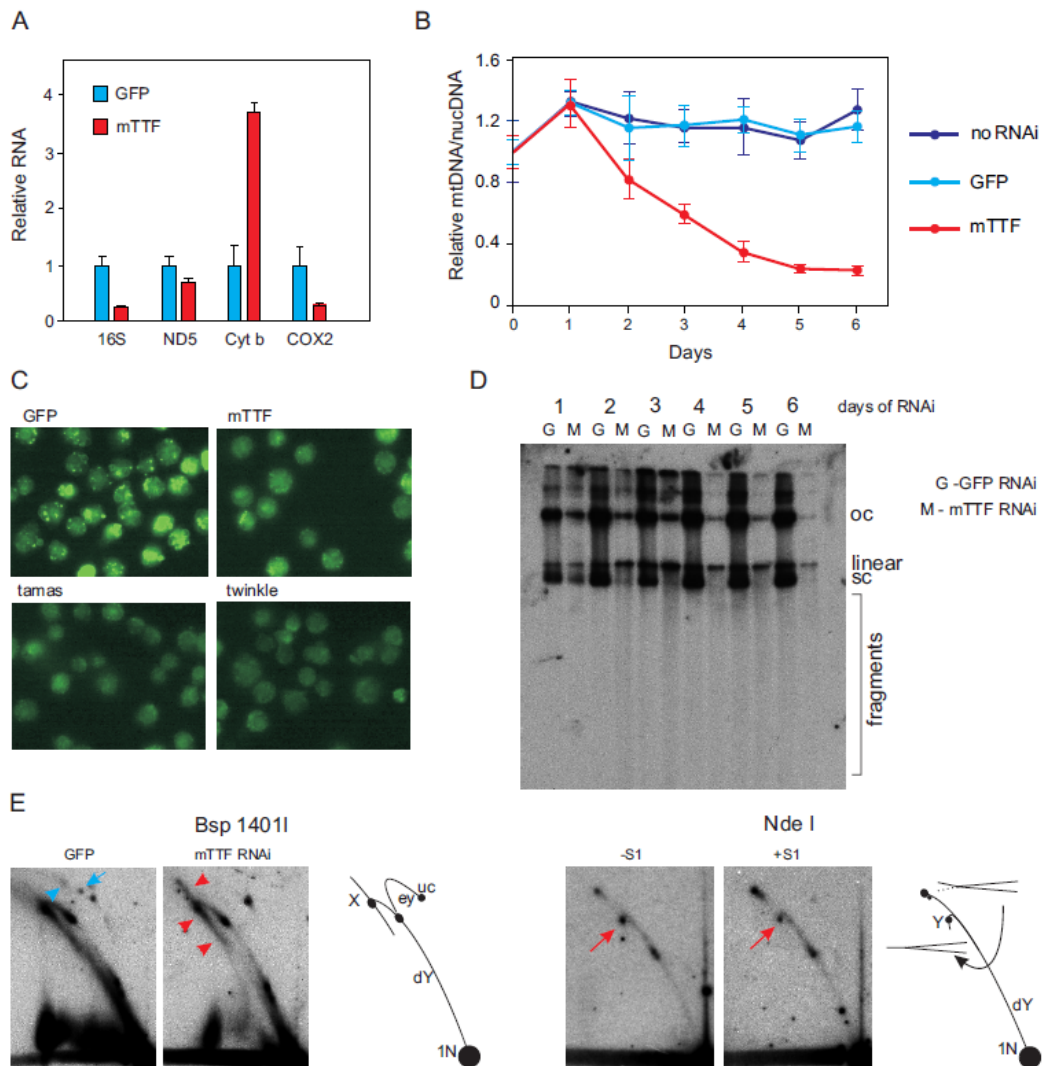 A
GFP
mTTF
Relative RNA
4
3
2
1
0
16S ND5 Cyt b COX2
B
Relative mtDNA/nucDNA
1.6
1.2
0.8
0.4
0
0 1 2 3 4 5 6
Days
no RNAi
GFP
mTTF
C
GFP mTTF
tamas twinkle
D
1 2 3 4 5 6 days of RNAi
G M G M G M G M G M G M
G -GFP RNAi
M - mTTF RNAi
oc
linear
sc
fragments
E
Bsp 1401I
GFP mTTF RNAi
X
ey
uc
dY
1N
Nde I
-S1 +S1
Y
dY
1N